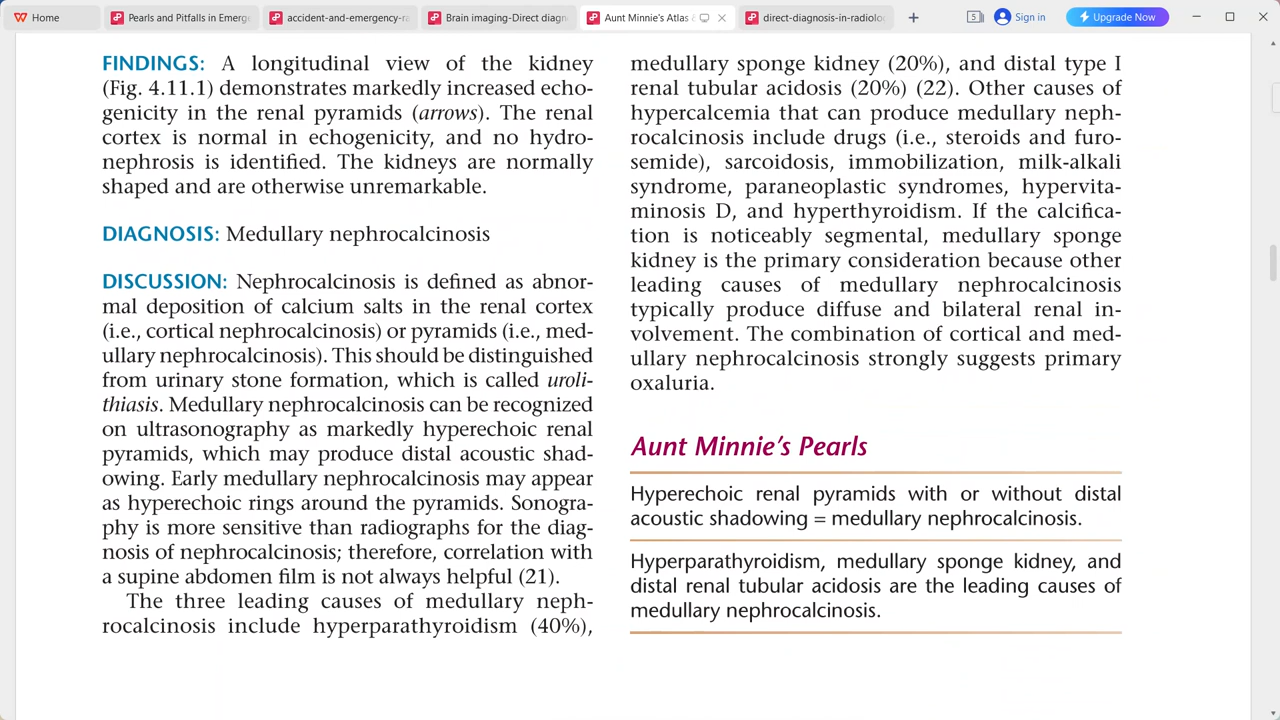 Home
Pearls and Pitfalls in Emerg
accident-and-emergency-ra
Brain imaging-Direct diagn
Aunt Minnie's Atlas &
direct-diagnosis-in-radiolo
5
Sign in
Upgrade Now
FINDINGS: A longitudinal view of the kidney
(Fig. 4.11.1) demonstrates markedly increased echo-
genicity in the renal pyramids (arrows). The renal
cortex is normal in echogenicity, and no hydro-
nephrosis is identified. The kidneys are normally
shaped and are otherwise unremarkable.
DIAGNOSIS: Medullary nephrocalcinosis
DISCUSSION: Nephrocalcinosis is defined as abnor-
mal deposition of calcium salts in the renal cortex
(i.e., cortical nephrocalcinosis) or pyramids (i.e., med-
ullary nephrocalcinosis). This should be distinguished
from urinary stone formation, which is called uroli-
thiasis. Medullary nephrocalcinosis can be recognized
on ultrasonography as markedly hyperechoic renal
pyramids, which may produce distal acoustic shad-
owing. Early medullary nephrocalcinosis may appear
as hyperechoic rings around the pyramids. Sonogra-
phy is more sensitive than radiographs for the diag-
nosis of nephrocalcinosis; therefore, correlation with
a supine abdomen film is not always helpful (21).
The three leading causes of medullary neph-
rocalcinosis include hyperparathyroidism (40%),
medullary sponge kidney (20%), and distal type I
renal tubular acidosis (20%) (22). Other causes of
hypercalcemia that can produce medullary neph-
rocalcinosis include drugs (i.e., steroids and furo-
semide), sarcoidosis, immobilization, milk-alkali
syndrome, paraneoplastic syndromes, hypervita-
minosis D, and hyperthyroidism. If the calcifica-
tion is noticeably segmental, medullary sponge
kidney is the primary consideration because other
leading causes of medullary nephrocalcinosis
typically produce diffuse and bilateral renal in-
volvement. The combination of cortical and med-
ullary nephrocalcinosis strongly suggests primary
oxaluria.
Aunt Minnie's Pearls
Hyperechoic renal pyramids with or without distal
acoustic shadowing = medullary nephrocalcinosis.
Hyperparathyroidism, medullary sponge kidney, and
distal renal tubular acidosis are the leading causes of
medullary nephrocalcinosis.